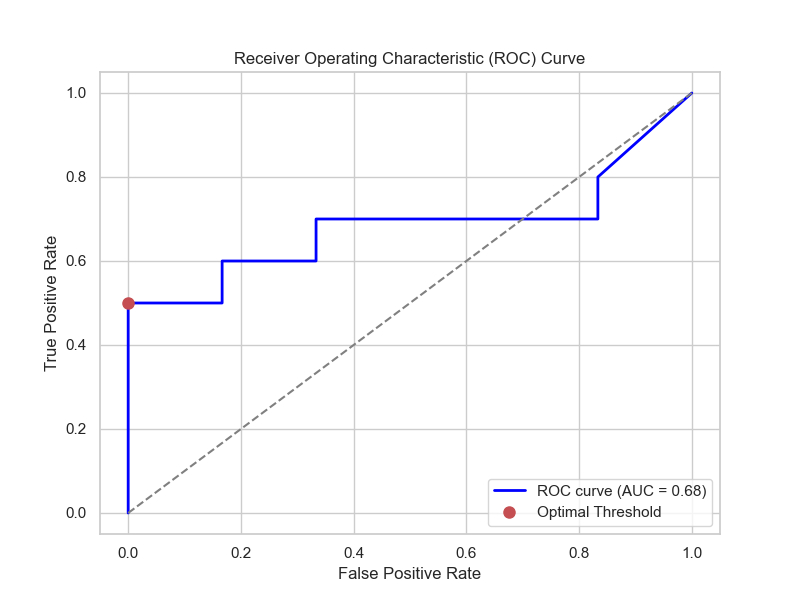 Receiver Operating Characteristic (ROC) Curve
True Positive Rate
1.0
0.8
0.6
0.4
0.2
0.0
ROC curve (AUC = 0.68)
Optimal Threshold
0.0 0.2 0.4 0.6 0.8 1.0
False Positive Rate